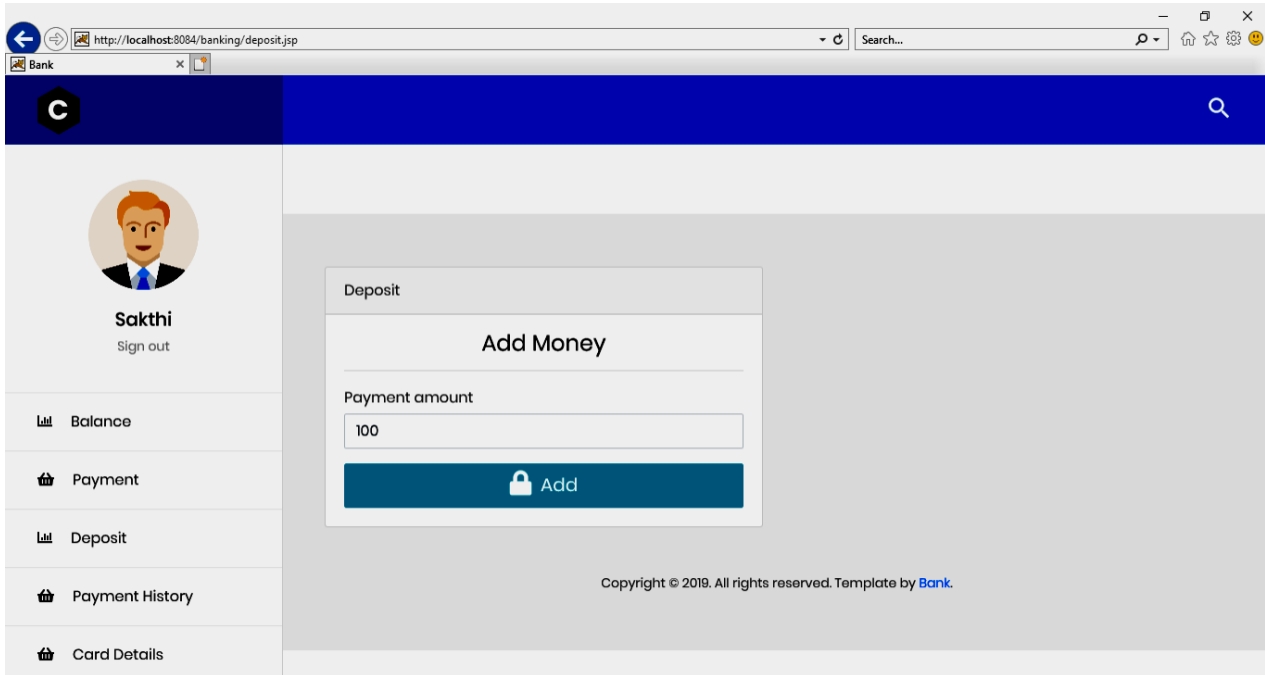 http://localhost:8084/banking/deposit.jsp
Search...
Bank
C
Sakthi
Sign out
Balance
Payment
Deposit
Payment History
Card Details
Deposit
Add Money
Payment amount
100
Add
Copyright © 2019. All rights reserved. Template by Bank.